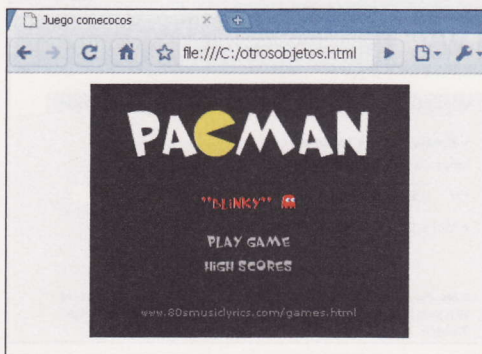 Juego comecocos
file:///C:/otrosobjetos.html
PACMAN
"BLINKY"
PLAY GAME
HIGH SCORES
www.80smusiclyrics.com/games.html